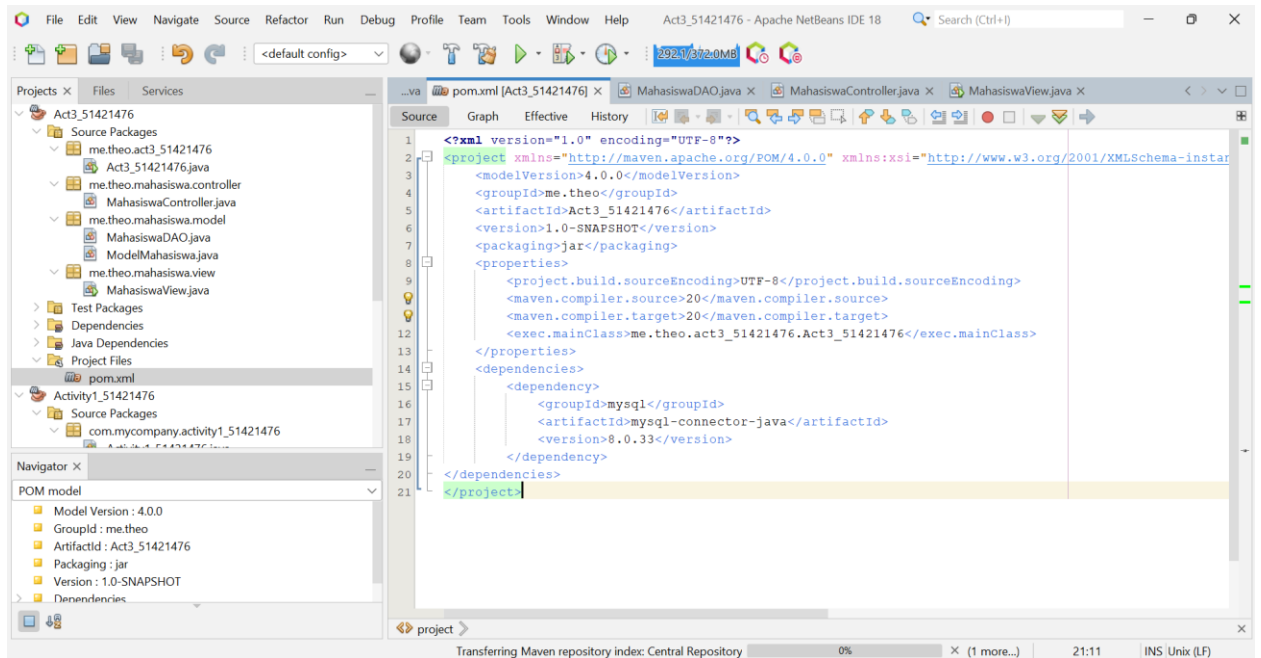 File Edit View Navigate Source Refactor Run Debug Profile Team Tools Window Help Act3_51421476 - Apache NetBeans IDE 18 Search (Ctrl+I)
<default config> 292.1/372.0MB
Projects Files Services
Act3_51421476
Source Packages
me.theo.act3_51421476
Act3_51421476.java
me.theo.mahasiswa.controller
MahasiswaController.java
me.theo.mahasiswa.model
MahasiswaDAO.java
ModelMahasiswa.java
me.theo.mahasiswa.view
MahasiswaView.java
Test Packages
Dependencies
Java Dependencies
Project Files
pom.xml
Activity1_51421476
Source Packages
com.mycompany.activity1_51421476
Activity1_51421476.java
Navigator
POM model
Model Version : 4.0.0
GroupId : me.theo
ArtifactId : Act3_51421476
Packaging : jar
Version : 1.0-SNAPSHOT
Dependencies
...va pom.xml [Act3_51421476] MahasiswaDAO.java MahasiswaController.java MahasiswaView.java
Source Graph Effective History
1 <?xml version="1.0" encoding="UTF-8"?>
2 <project xmlns="http://maven.apache.org/POM/4.0.0" xmlns:xsi="http://www.w3.org/2001/XMLSchema-instan
3 <modelVersion>4.0.0</modelVersion>
4 <groupId>me.theo</groupId>
5 <artifactId>Act3_51421476</artifactId>
6 <version>1.0-SNAPSHOT</version>
7 <packaging>jar</packaging>
8 <properties>
9 <project.build.sourceEncoding>UTF-8</project.build.sourceEncoding>
<maven.compiler.source>20</maven.compiler.source>
<maven.compiler.target>20</maven.compiler.target>
12 <exec.mainClass>me.theo.act3_51421476.Act3_51421476</exec.mainClass>
13 </properties>
14 <dependencies>
15 <dependency>
16 <groupId>mysql</groupId>
17 <artifactId>mysql-connector-java</artifactId>
18 <version>8.0.33</version>
19 </dependency>
20 </dependencies>
21 </project>
project
Transferring Maven repository index: Central Repository 0% (1 more...) 21:11 INS Unix (LF)